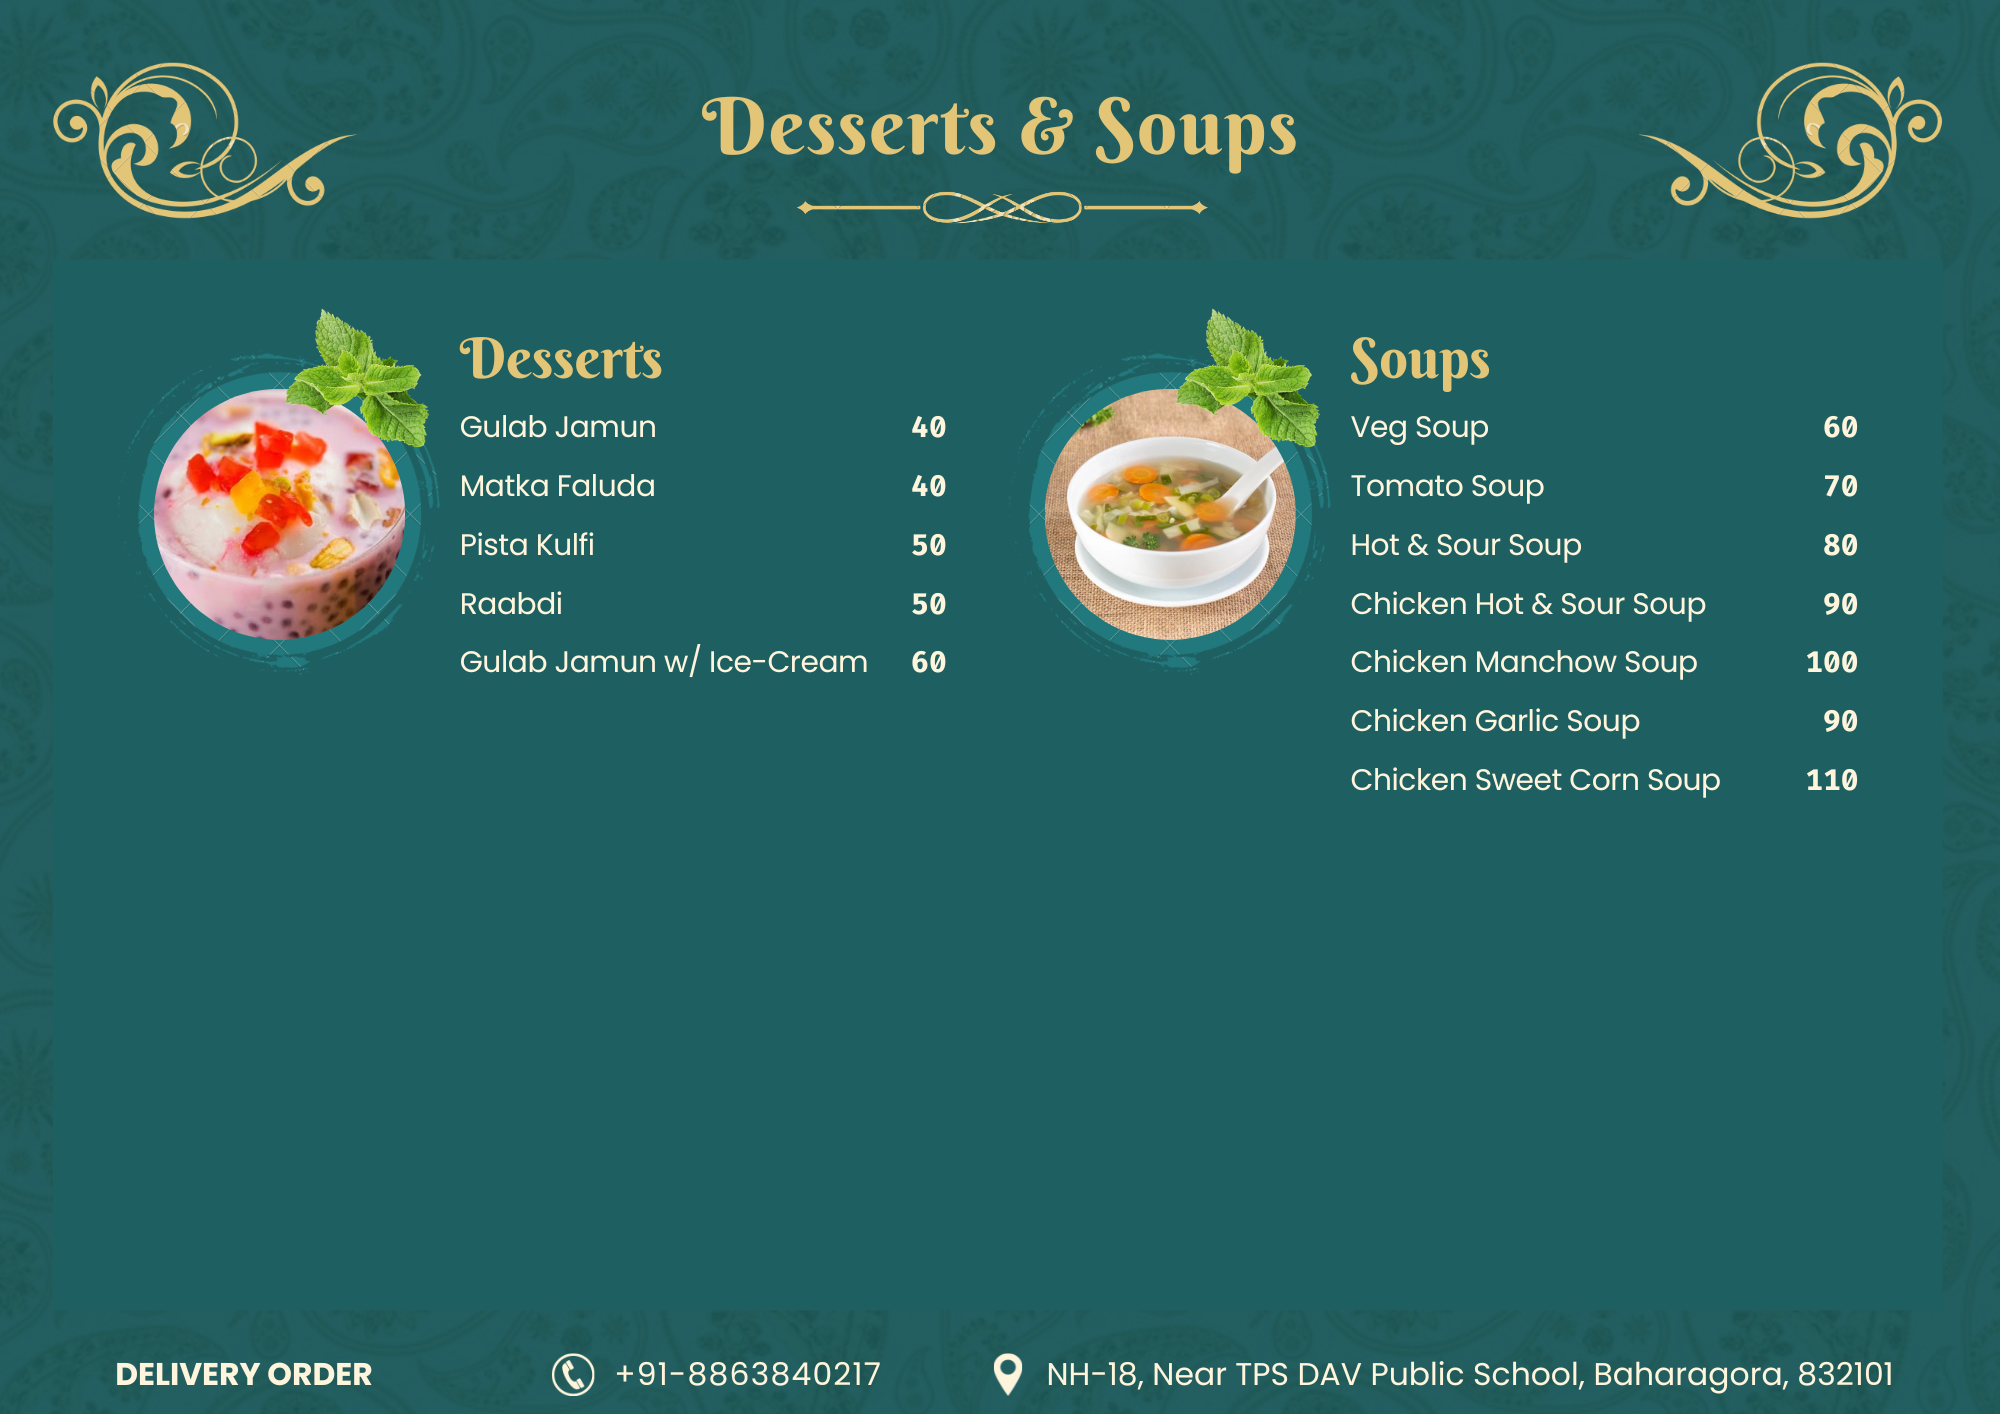 Desserts & Soups
Desserts
Gulab Jamun 40
Matka Faluda 40
Pista Kulfi 50
Raabdi 50
Gulab Jamun w/ Ice-Cream 60
Soups
Veg Soup 60
Tomato Soup 70
Hot & Sour Soup 80
Chicken Hot & Sour Soup 90
Chicken Manchow Soup 100
Chicken Garlic Soup 90
Chicken Sweet Corn Soup 110
DELIVERY ORDER +91-8863840217 NH-18, Near TPS DAV Public School, Baharagora, 832101